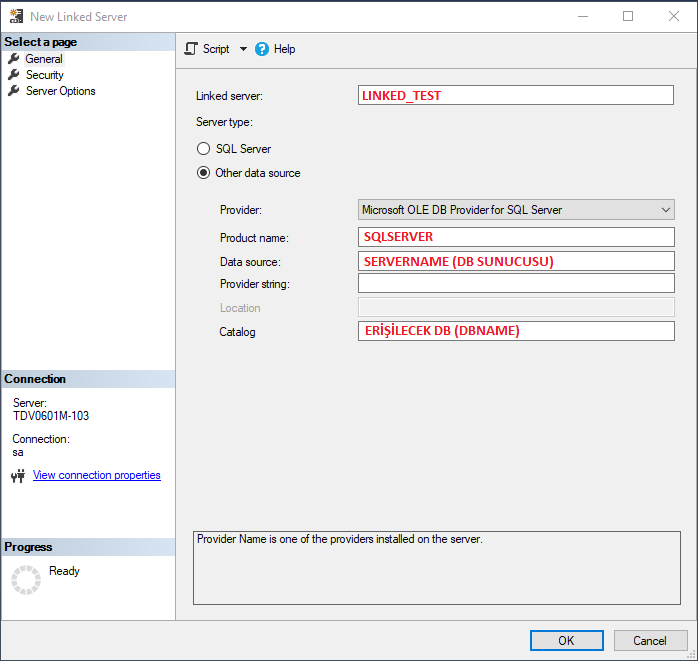 New Linked Server
Select a page
General
Security
Server Options
Script
Help
Linked server:
LINKED_TEST
Server type:
SQL Server
Other data source
Provider:
Microsoft OLE DB Provider for SQL Server
Product name:
SQLSERVER
Data source:
SERVERNAME (DB SUNUCUSU)
Provider string:
Location
Catalog
ERİŞİLECEK DB (DBNAME)
Connection
Server:
TDV0601M-103
Connection:
sa
View connection properties
Progress
Ready
Provider Name is one of the providers installed on the server.
OK
Cancel